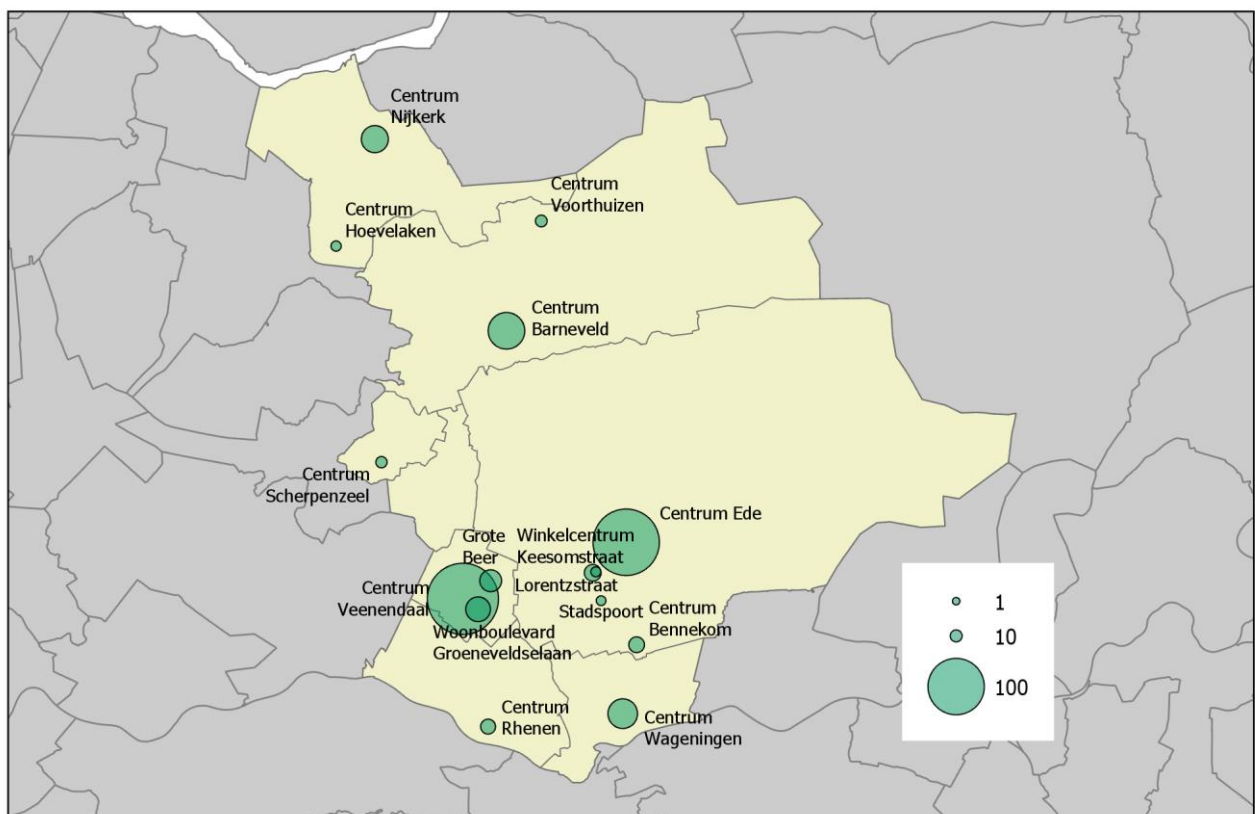 Centrum
Nijkerk
Centrum
Voorthuizen
Centrum
Hoevelaken
Centrum
Barneveld
Centrum
Scherpenzeel
Centrum Ede
Grote
Beer
Winkelcentrum
Keesomstraat
Lorentzstraat
Centrum
Veenendaal
Stadspoort
Centrum
Bennekom
Woonboulevard
Groeneveldselaan
Centrum
Rhenen
Centrum
Wageningen
1
10
100